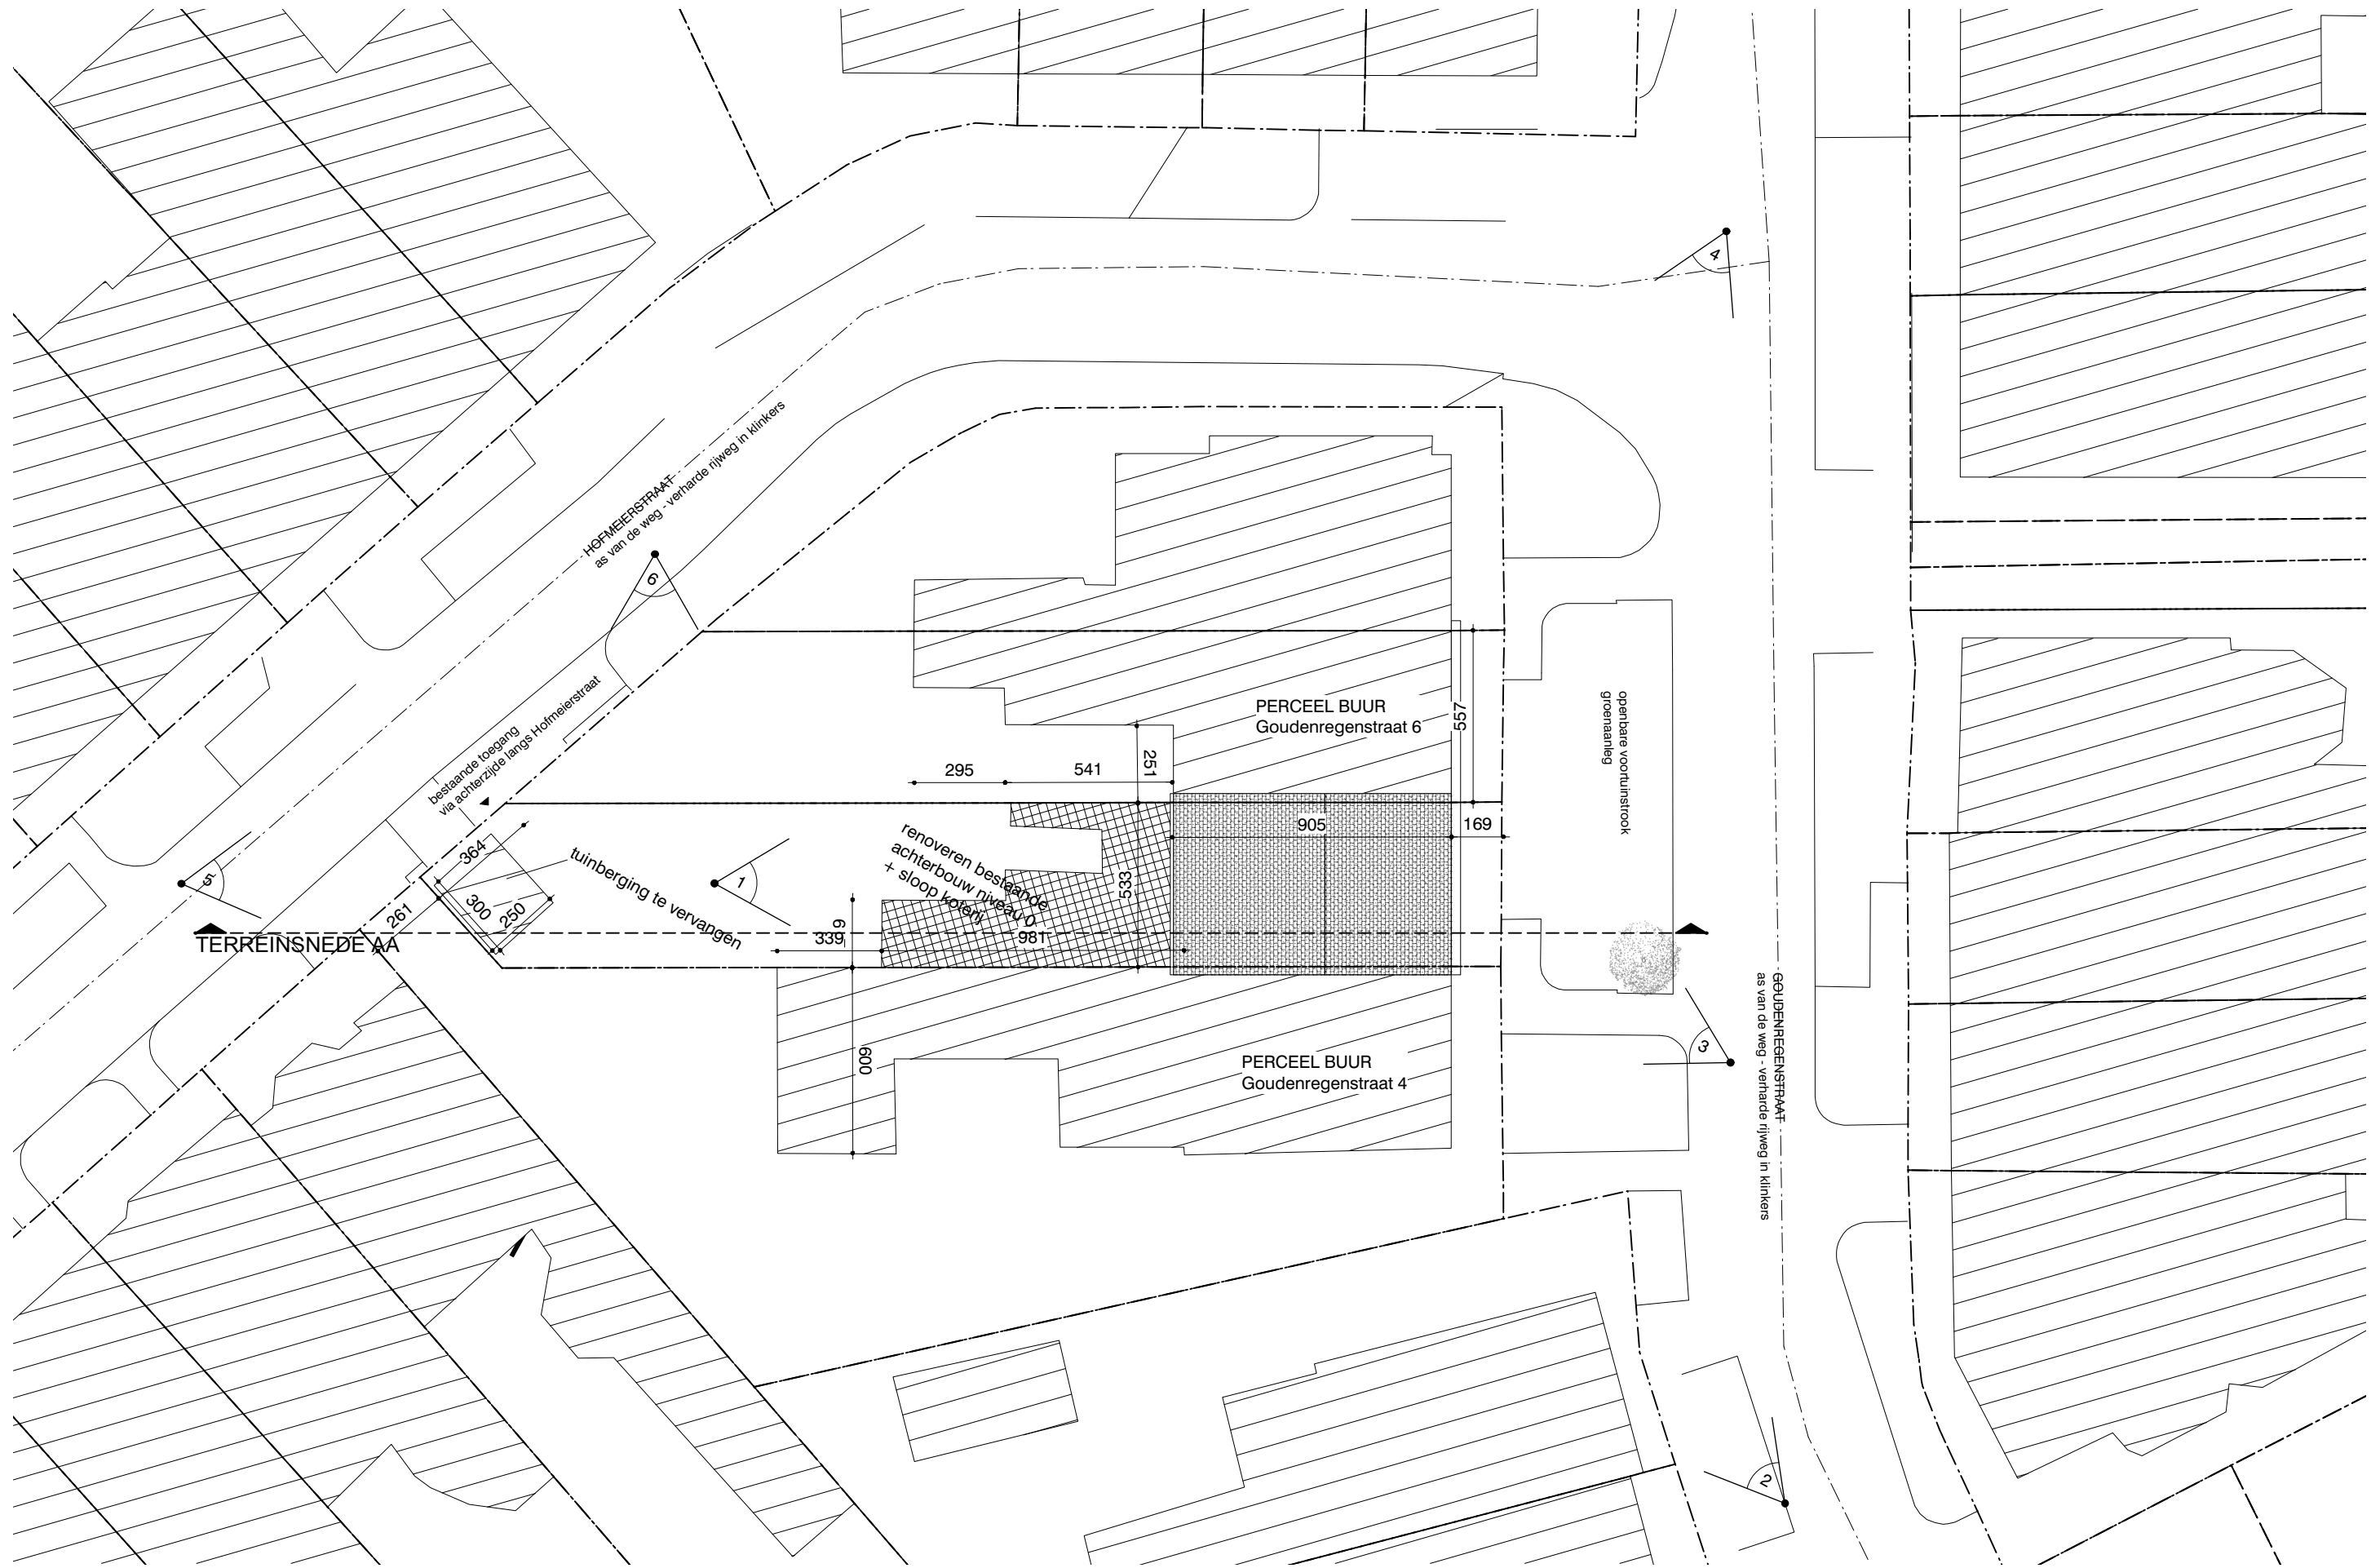 4
HOFMEIERSTRAAT
as van de weg - verharde rijweg in klinkers
6
bestaande toegang
via achterzijde langs Hofmeierstraat
PERCEEL BUUR
Goudenregenstraat 6
557
openbare voortuinstrook
groenaanleg
251
295
541
905
169
renoveren bestaande
achterbouw niveau 0
+ sloop koterij
tuinberging te vervangen
364
300
250
261
5
1
533
339
981
TERREINSNEDE AA
600
PERCEEL BUUR
Goudenregenstraat 4
3
GOUDENREGENSTRAAT
as van de weg - verharde rijweg in klinkers
2